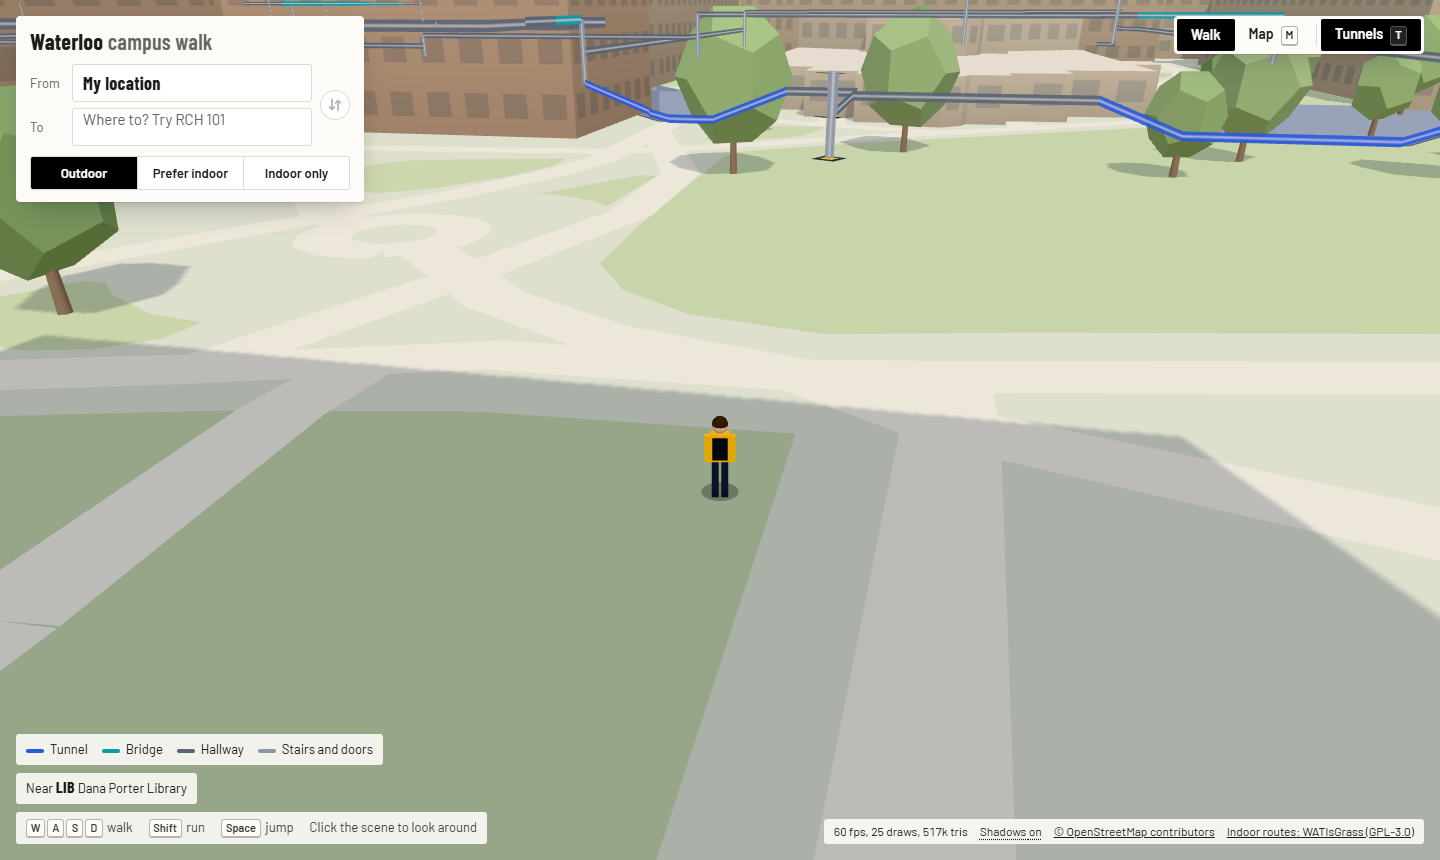 Waterloo campus walk
From My location
To Where to? Try RCH 101
Outdoor Prefer indoor Indoor only
Walk Map M Tunnels T
Tunnel Bridge Hallway Stairs and doors
Near LIB Dana Porter Library
W A S D walk Shift run Space jump Click the scene to look around
60 fps, 25 draws, 517k tris Shadows on © OpenStreetMap contributors Indoor routes: WATIsGrass (GPL-3.0)